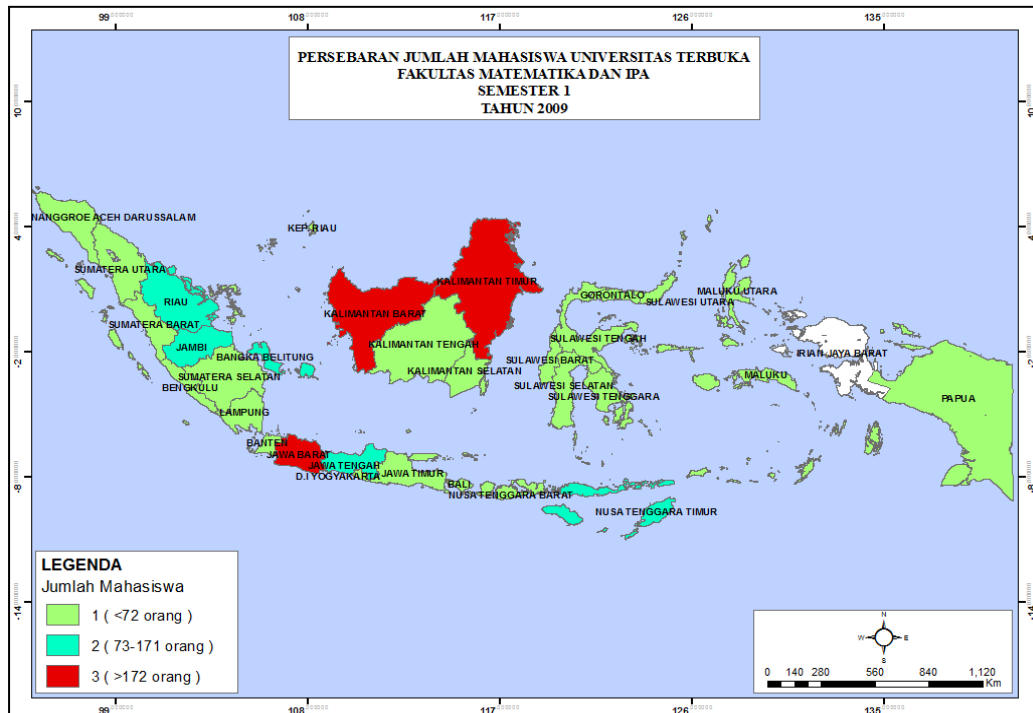 99
108
117
126
135
PERSEBARAN JUMLAH MAHASISWA UNIVERSITAS TERBUKA
FAKULTAS MATEMATIKA DAN IPA
SEMESTER 1
TAHUN 2009
10
10
4
4
-2
-2
-8
-8
-14
-14
NANGGROE ACEH DARUSSALAM
KEP RIAU
SUMATERA UTARA
RIAU
SUMATERA BARAT
JAMBI
BANGKA BELITUNG
SUMATERA SELATAN
BENGKULU
LAMPUNG
KALIMANTAN TIMUR
KALIMANTAN BARAT
KALIMANTAN TENGAH
KALIMANTAN SELATAN
GORONTALO
SULAWESI UTARA
SULAWESI TENGAH
SULAWESI BARAT
SULAWESI SELATAN
SULAWESI TENGGARA
MALUKU UTARA
MALUKU
IRIAN JAYA BARAT
PAPUA
BANTEN
JAWA BARAT
JAWA TENGAH
D.I YOGYAKARTA
JAWA TIMUR
BALI
NUSA TENGGARA BARAT
NUSA TENGGARA TIMUR
LEGENDA
Jumlah Mahasiswa
1 ( <72 orang )
2 ( 73-171 orang )
3 ( >172 orang )
N
W E
S
0 140 280 560 840 1,120
Km
99
108
117
126
135